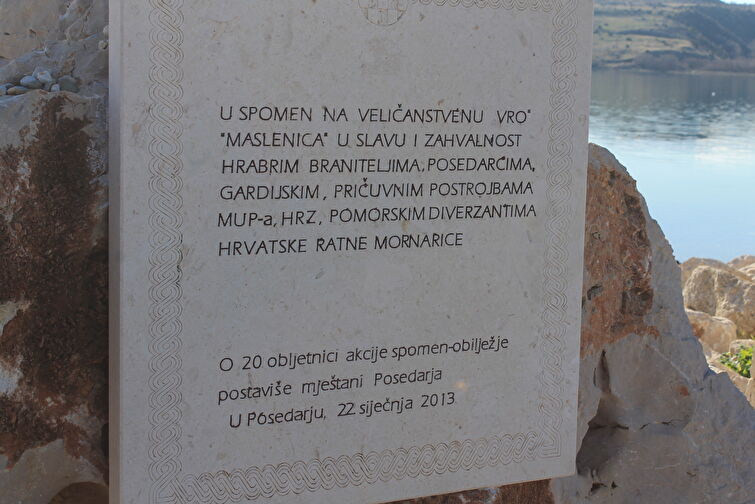 U SPOMEN NA VELIČANSTVENU VRO"
"MASLENICA" U SLAVU I ZAHVALNOST
HRABRIM BRANITELJIMA, POSEDARCIMA,
GARDIJSKIM, PRIČUVNIM POSTROJBAMA
MUP-a, HRZ, POMORSKIM DIVERZANTIMA
HRVATSKE RATNE MORNARICE
O 20 obljetnici akcije spomen-obilježje
postaviše mještani Posedarja
U Posedarju, 22 siječnja 2013.